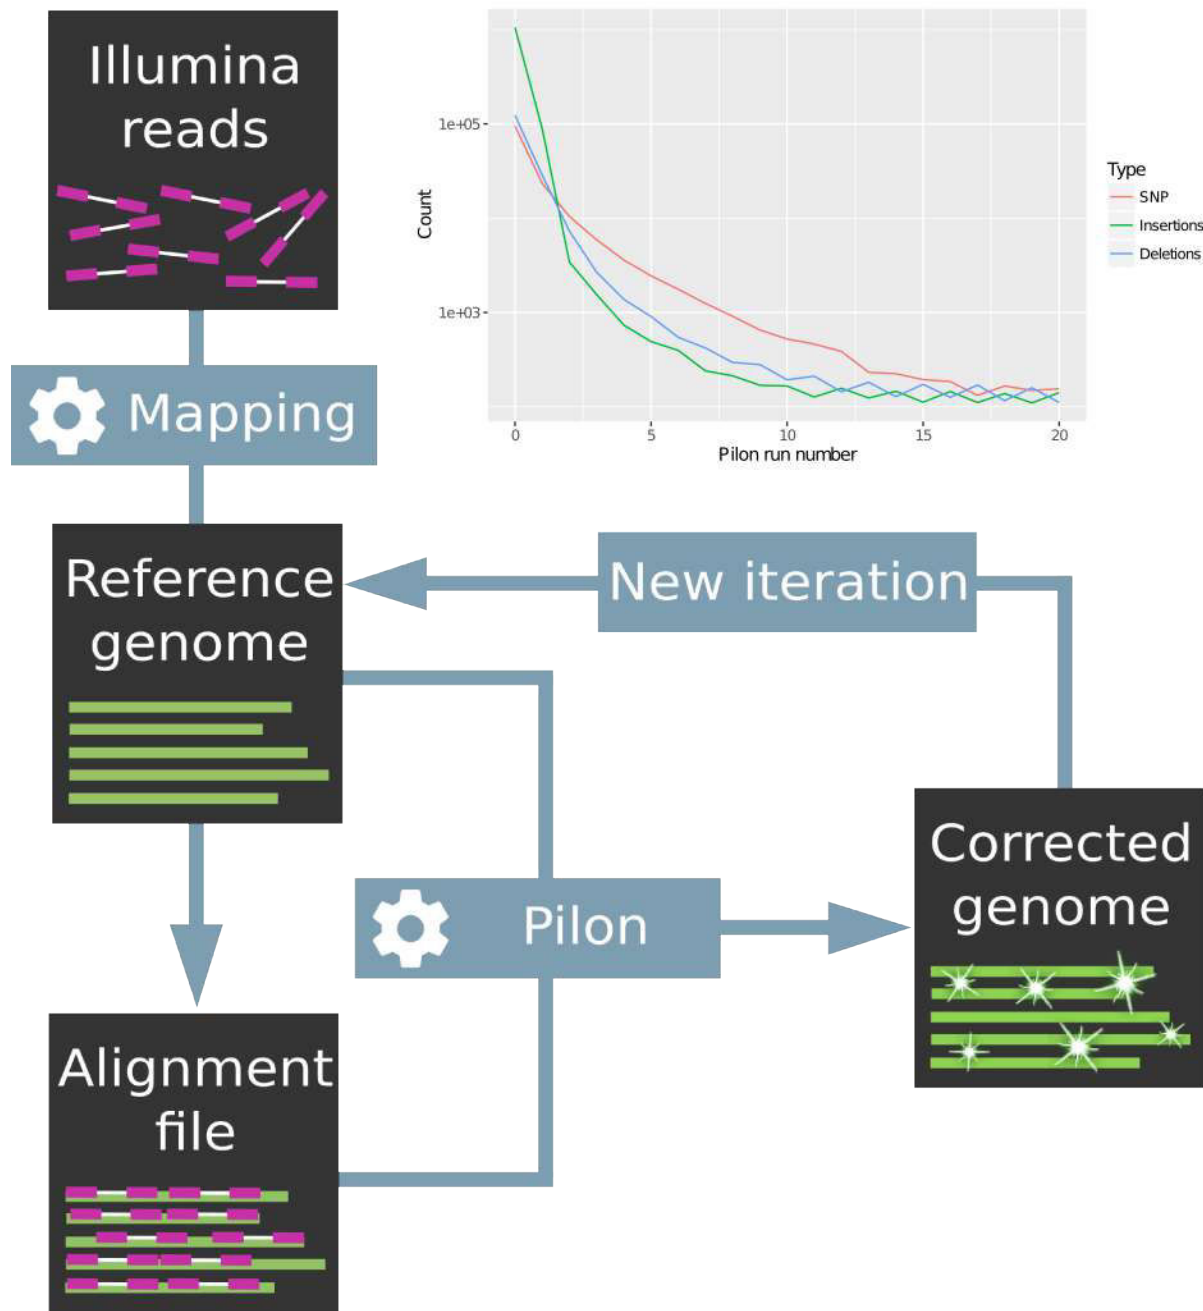 Illumina
reads
Mapping
Reference
genome
Alignment
file
Pilon
New iteration
Corrected
genome
Count
1e+05
1e+03
0
5
10
15
20
Pilon run number
Type
SNP
Insertions
Deletions